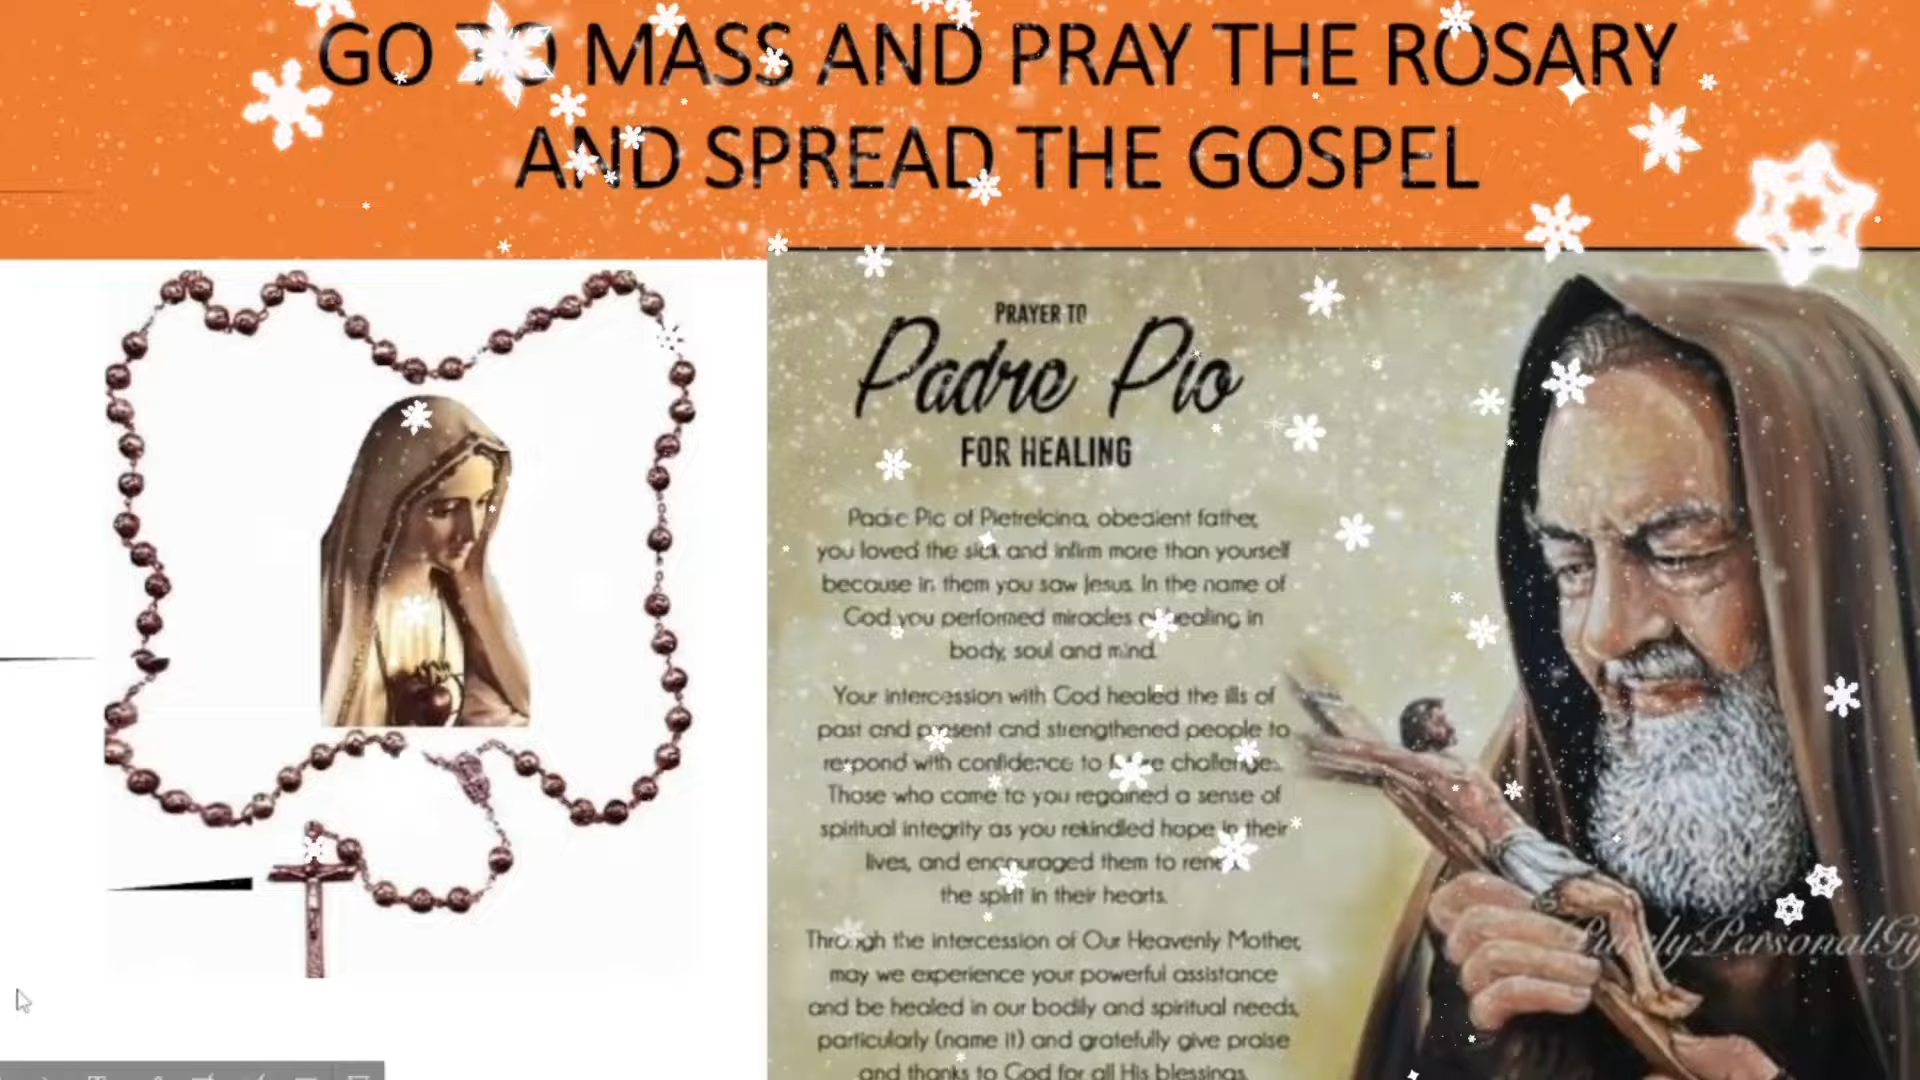 GO TO MASS AND PRAY THE ROSARY
AND SPREAD THE GOSPEL
PRAYER TO
Padre Pio
FOR HEALING
Padre Pio of Pietrelcina, obedient father,
you loved the sick and infirm more than yourself
because in them you saw Jesus. In the name of
God you performed miracles of healing in
body, soul and mind.
Your intercession with God healed the ills of
past and present and strengthened people to
respond with confidence to future challenges.
Those who came to you regained a sense of
spiritual integrity as you rekindled hope in their
lives, and encouraged them to renew
the spirit in their hearts.
Through the intercession of Our Heavenly Mother,
may we experience your powerful assistance
and be healed in our bodily and spiritual needs,
particularly (name it) and gratefully give praise
and thanks to God for all His blessings.